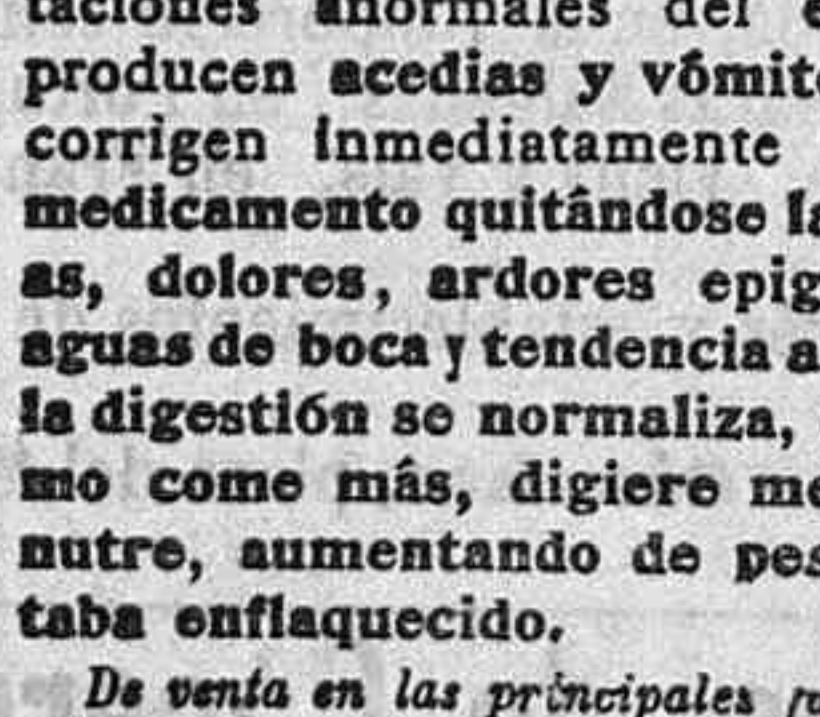 taciones anormales del
producen acedias y vómito
corrigen inmediatamente
medicamento quitándose la
as, dolores, ardores epig
aguas de boca y tendencia a
la digestión se normaliza,
mo come más, digiere me
nutre, aumentando de pes
taba enflaquecido.
De venta en las principales